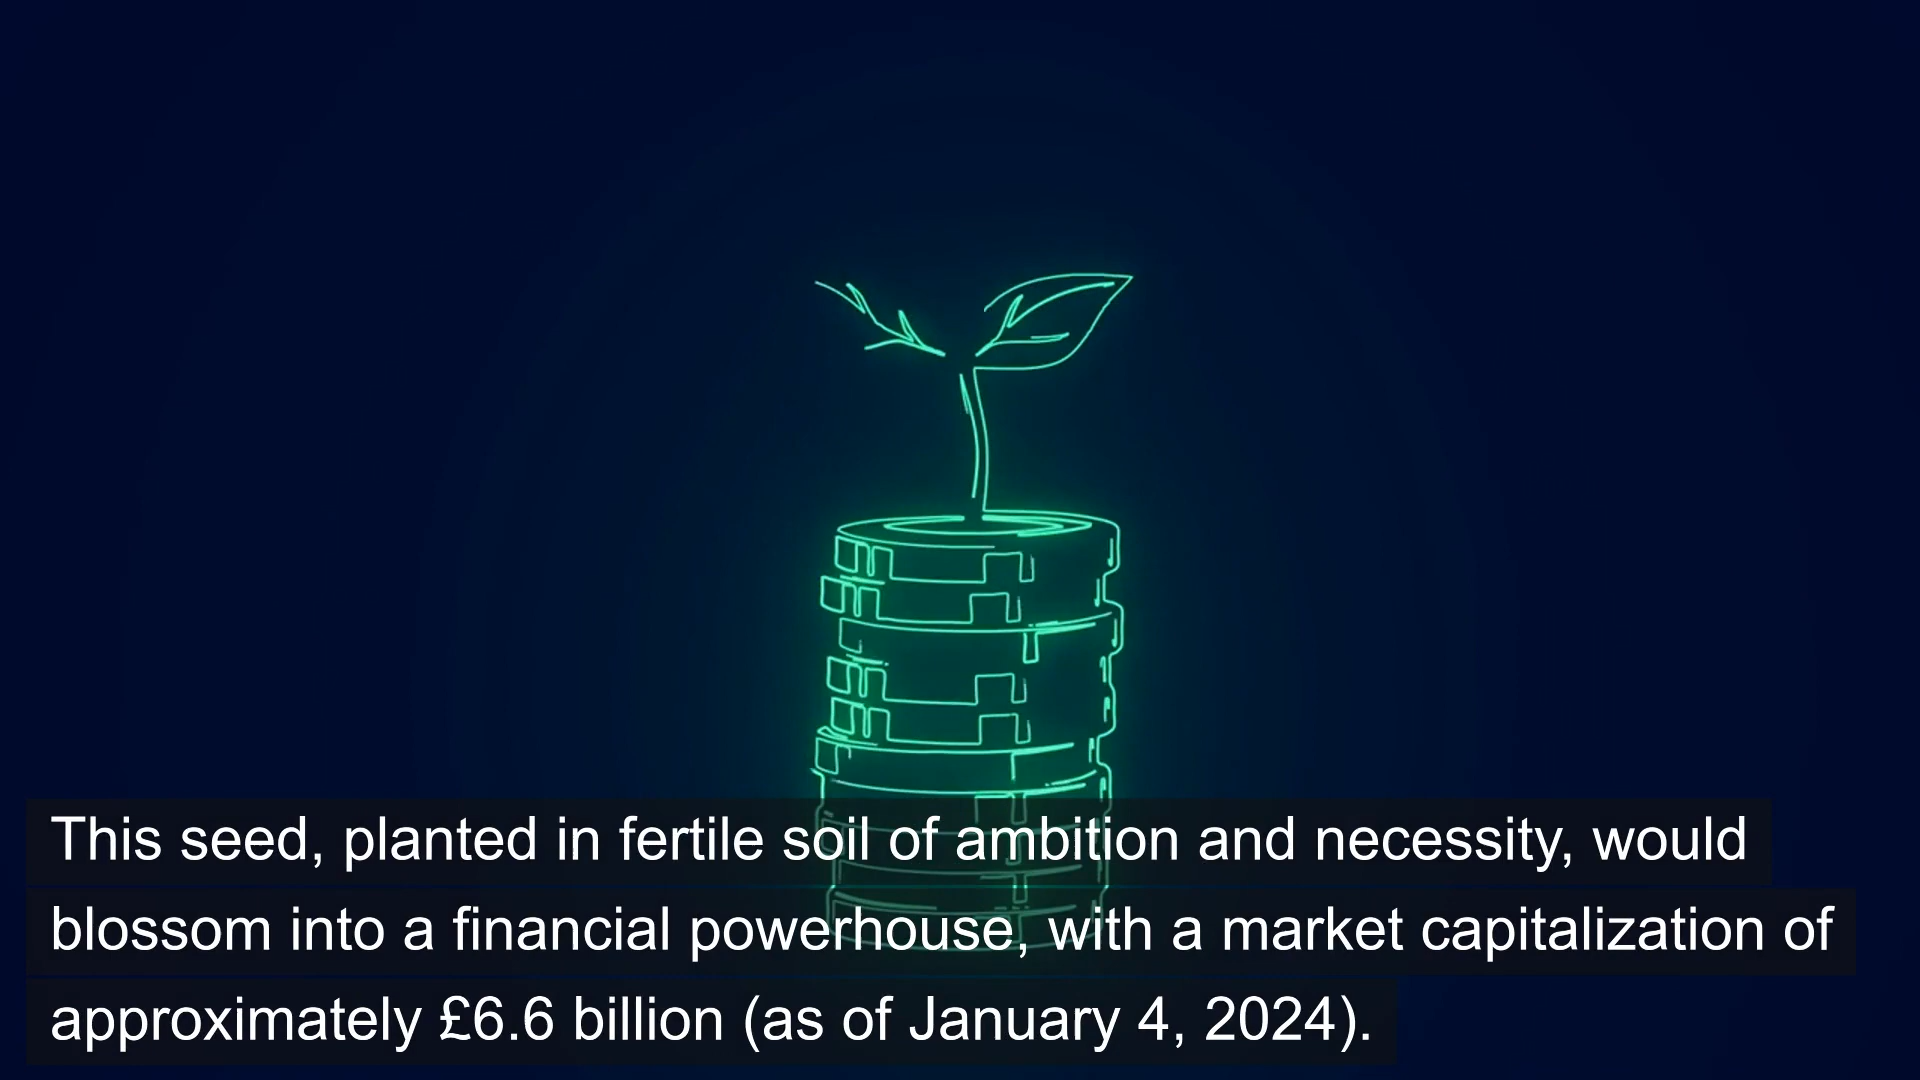 This seed, planted in fertile soil of ambition and necessity, would
blossom into a financial powerhouse, with a market capitalization of
approximately £6.6 billion (as of January 4, 2024).